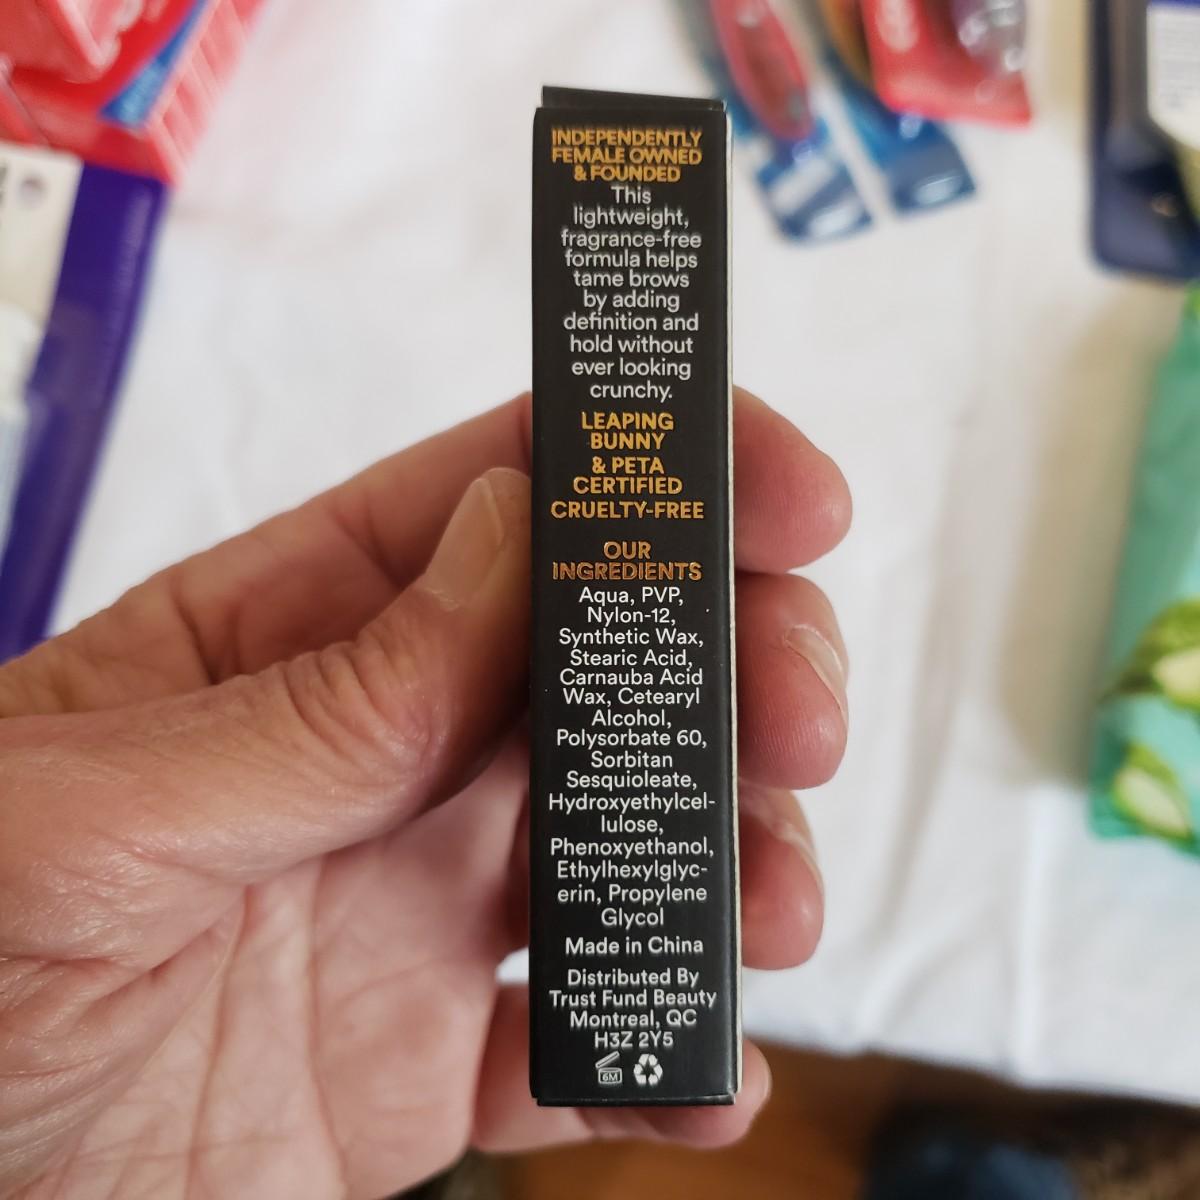 INDEPENDENTLY
FEMALE OWNED
& FOUNDED
This
lightweight,
fragrance-free
formula helps
tame brows
by adding
definition and
hold without
ever looking
crunchy.
LEAPING
BUNNY
& PETA
CERTIFIED
CRUELTY-FREE
OUR
INGREDIENTS
Aqua, PVP,
Nylon-12,
Synthetic Wax,
Stearic Acid,
Carnauba Acid
Wax, Cetearyl
Alcohol,
Polysorbate 60,
Sorbitan
Sesquioleate,
Hydroxyethylcel-
lulose,
Phenoxyethanol,
Ethylhexylglyc-
erin, Propylene
Glycol
Made in China
Distributed By
Trust Fund Beauty
Montreal, QC
H3Z 2Y5
6M